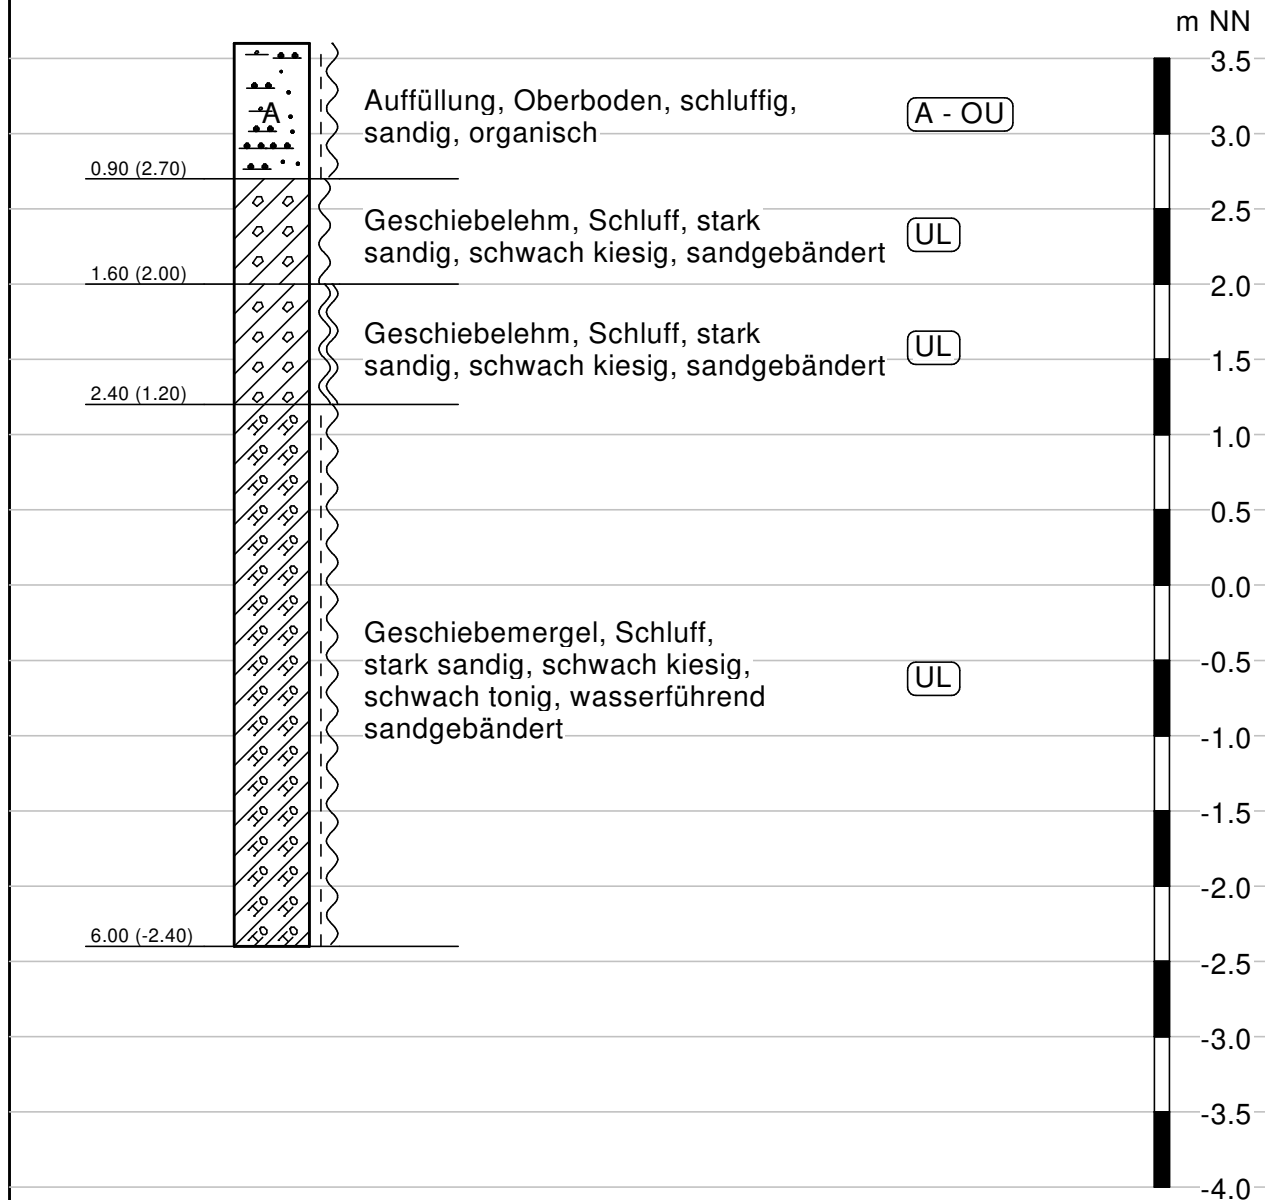 m NN
3.5
Auffüllung, Oberboden, schluffig,
sandig, organisch
A - OU
A
3.0
0.90 (2.70)
2.5
Geschiebelehm, Schluff, stark
sandig, schwach kiesig, sandgebändert
UL
1.60 (2.00)
2.0
Geschiebelehm, Schluff, stark
sandig, schwach kiesig, sandgebändert
UL
1.5
2.40 (1.20)
1.0
0.5
0.0
Geschiebemergel, Schluff,
stark sandig, schwach kiesig,
schwach tonig, wasserführend
sandgebändert
UL
-0.5
-1.0
-1.5
-2.0
6.00 (-2.40)
-2.5
-3.0
-3.5
-4.0